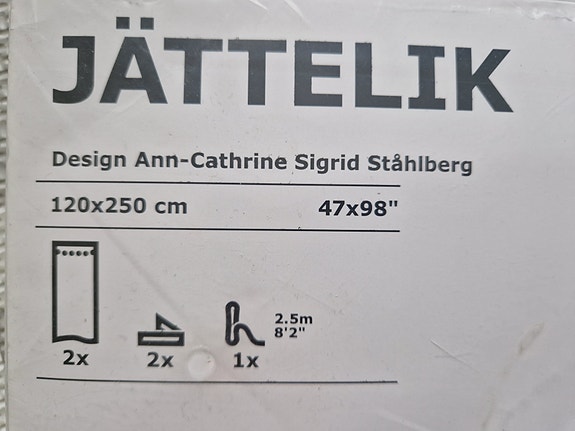 JÄTTELIK
Design Ann-Cathrine Sigrid Ståhlberg
120x250 cm 47x98"
2.5m
8'2"
2x 2x 1x